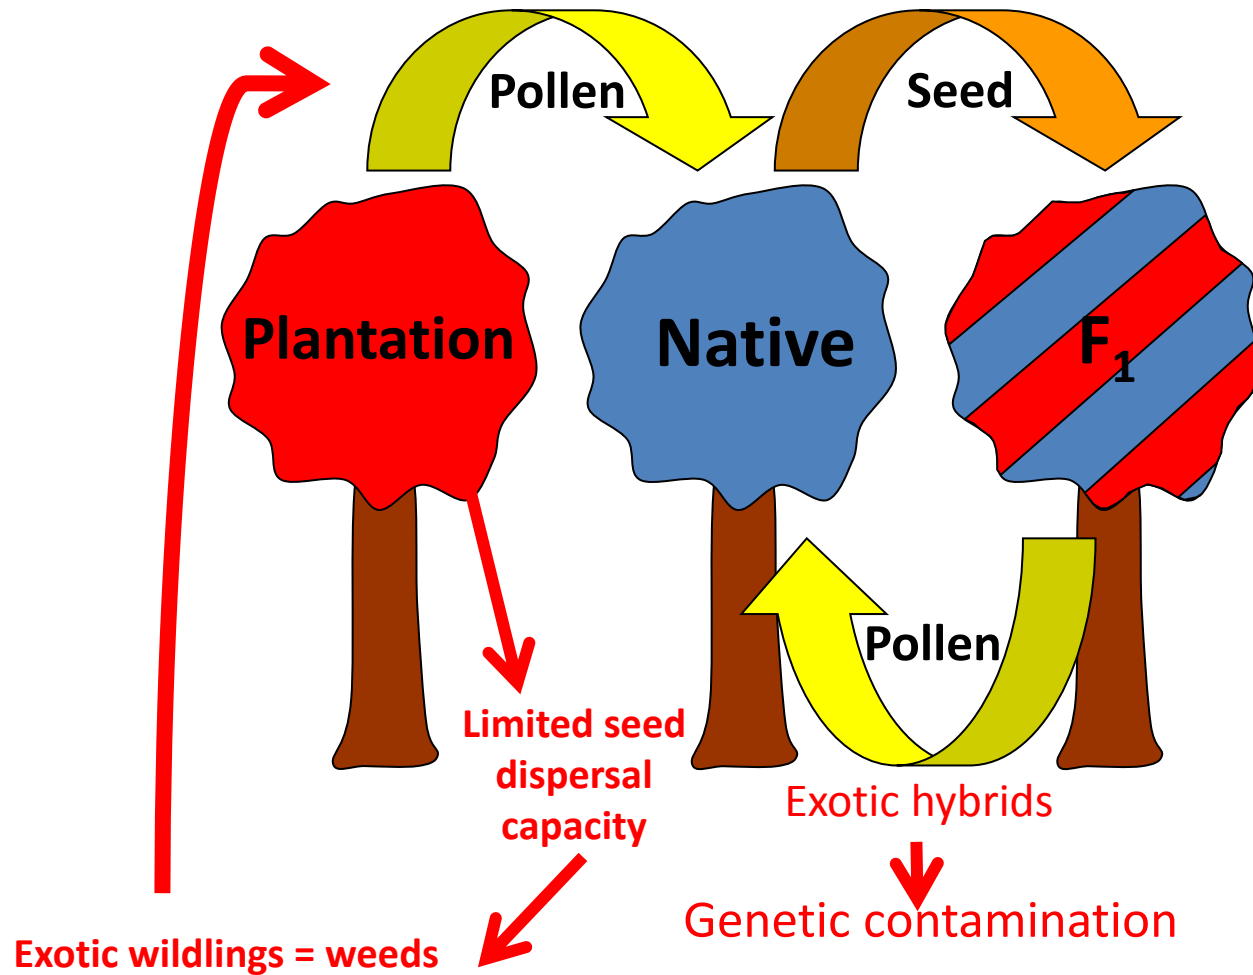 Pollen
Seed
Plantation
Native
F₁
Pollen
Limited seed
dispersal
capacity
Exotic hybrids
Genetic contamination
Exotic wildlings = weeds